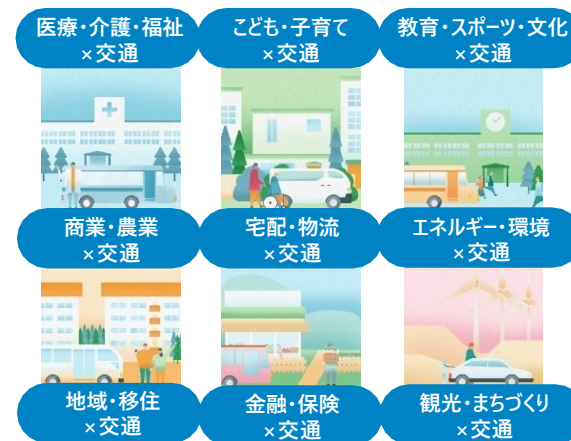 医療・介護・福祉
×交通
こども・子育て
×交通
教育・スポーツ・文化
×交通
商業・農業
×交通
宅配・物流
×交通
エネルギー・環境
×交通
地域・移住
×交通
金融・保険
×交通
観光・まちづくり
×交通